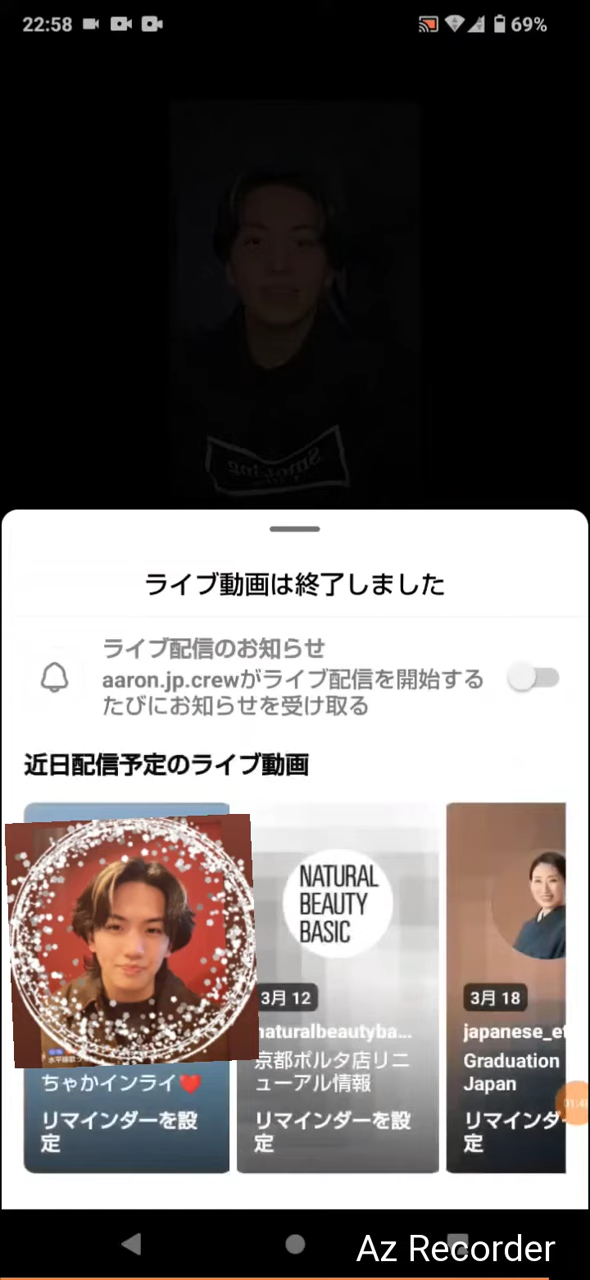 22:58
69%
ライブ動画は終了しました
ライブ配信のお知らせ
aaron.jp.crewがライブ配信を開始する
たびにお知らせを受け取る
近日配信予定のライブ動画
NATURAL
BEAUTY
BASIC
3月 12
3月 18
naturalbeautyba...
japanese_et
ちゃかインライ❤️
京都ポルタ店リニ
ューアル情報
Graduation
Japan
リマインダーを設
定
リマインダーを設
定
リマインダ
定
Az Recorder